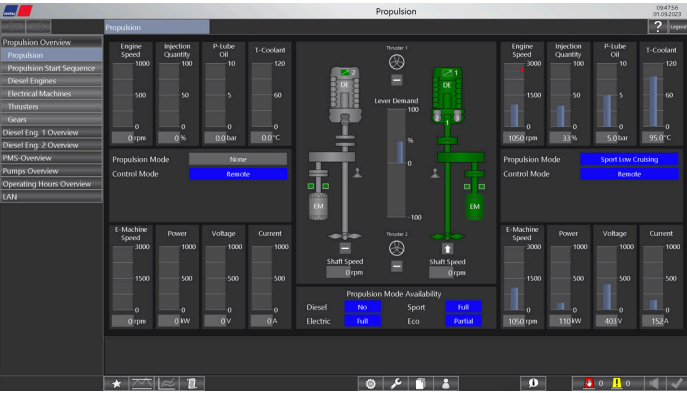 mtu
Propulsion
09:47:56
01.09.2023
Propulsion
?
Legend
Propulsion Overview
Propulsion
Propulsion Start Sequence
Diesel Engines
Electrical Machines
Thrusters
Gears
Diesel Eng. 1 Overview
Diesel Eng. 2 Overview
PMS-Overview
Pumps Overview
Operating Hours Overview
LAN
Engine Speed
Injection Quantity
P-Lube Oil
T-Coolant
1000
100
10
120
500
50
5
60
0
0
0
0
0 rpm
0 %
0.0 bar
0.0 °C
Propulsion Mode
None
Control Mode
Remote
E-Machine Speed
Power
Voltage
Current
3000
1000
1000
1000
1500
500
500
500
0
0
0
0
0 rpm
0 kW
0 V
0 A
Thruster 1
2
DE
1
DE
2
3
2
3
1
Lever Demand
100
%
0
-100
EM
EM
Thruster 2
Shaft Speed
0 rpm
Shaft Speed
0 rpm
Propulsion Mode Availability
Diesel
No
Sport
Full
Electric
Full
Eco
Partial
Engine Speed
Injection Quantity
P-Lube Oil
T-Coolant
3000
100
10
120
1500
50
5
60
0
0
0
0
1050 rpm
33 %
5.0 bar
95.0 °C
Propulsion Mode
Sport Low Cruising
Control Mode
Remote
E-Machine Speed
Power
Voltage
Current
3000
1000
1000
1000
1500
500
500
500
0
0
0
0
1050 rpm
110 kW
403 V
152 A
0
0